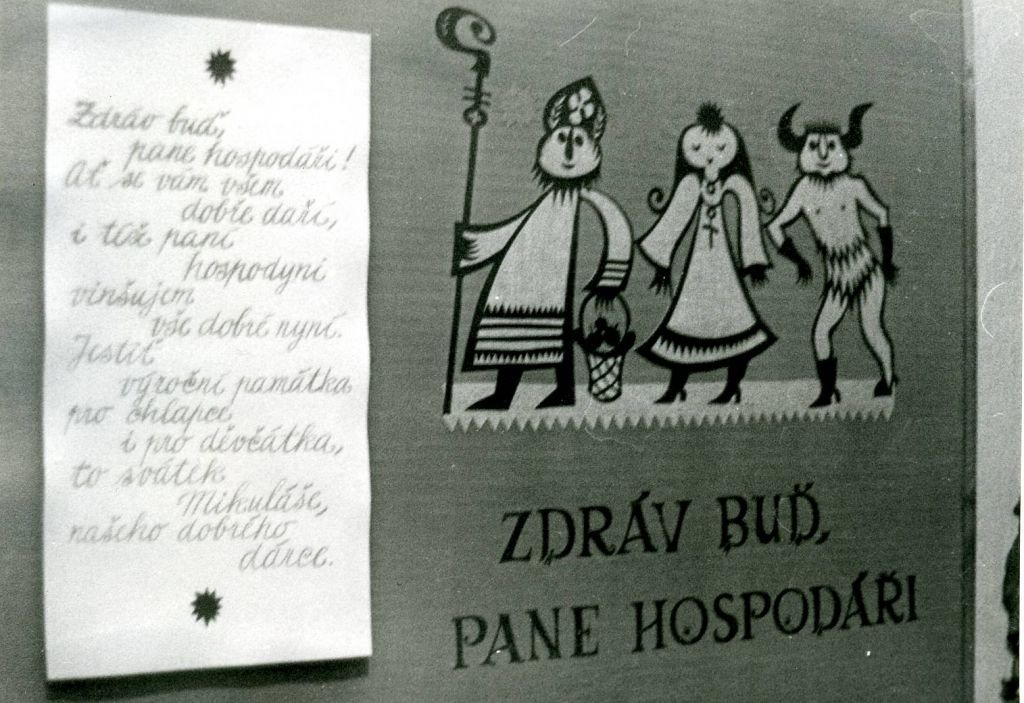 Zdráv buď,
pane hospodáři!
Ať se vám všem
dobře daří,
i též paní
hospodyni
vinšujem
vše dobré nyní.
Jestiť
výroční památka
pro chlapce
i pro děvčátka,
to svátek
Mikuláše,
našeho dobrého
dárce.
ZDRÁV BUĎ,
PANE HOSPODÁŘI